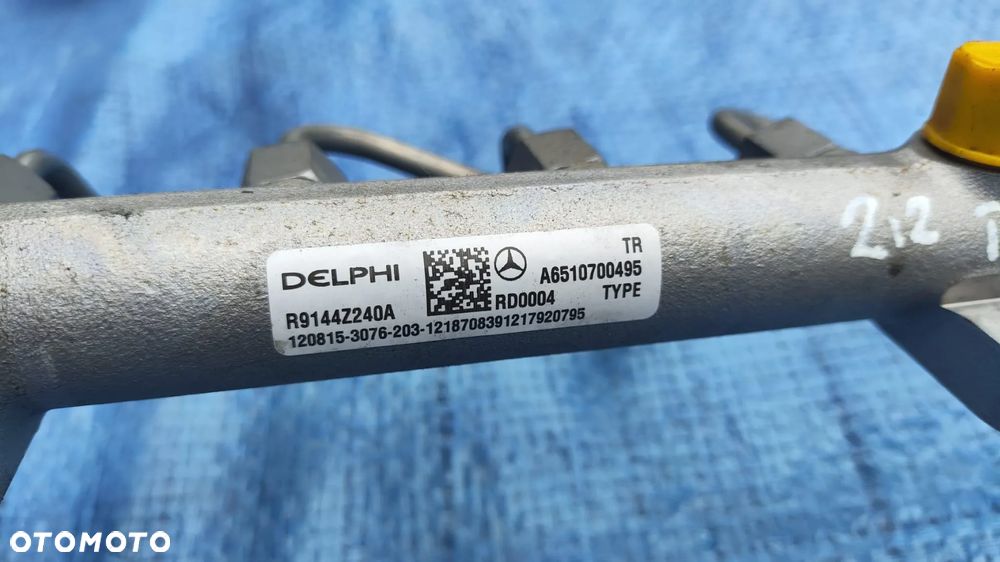 DELPHI
TR
A6510700495
R9144Z240A
RD0004
TYPE
120815-3076-203-1218708391217920795
2,2
OTOMOTO